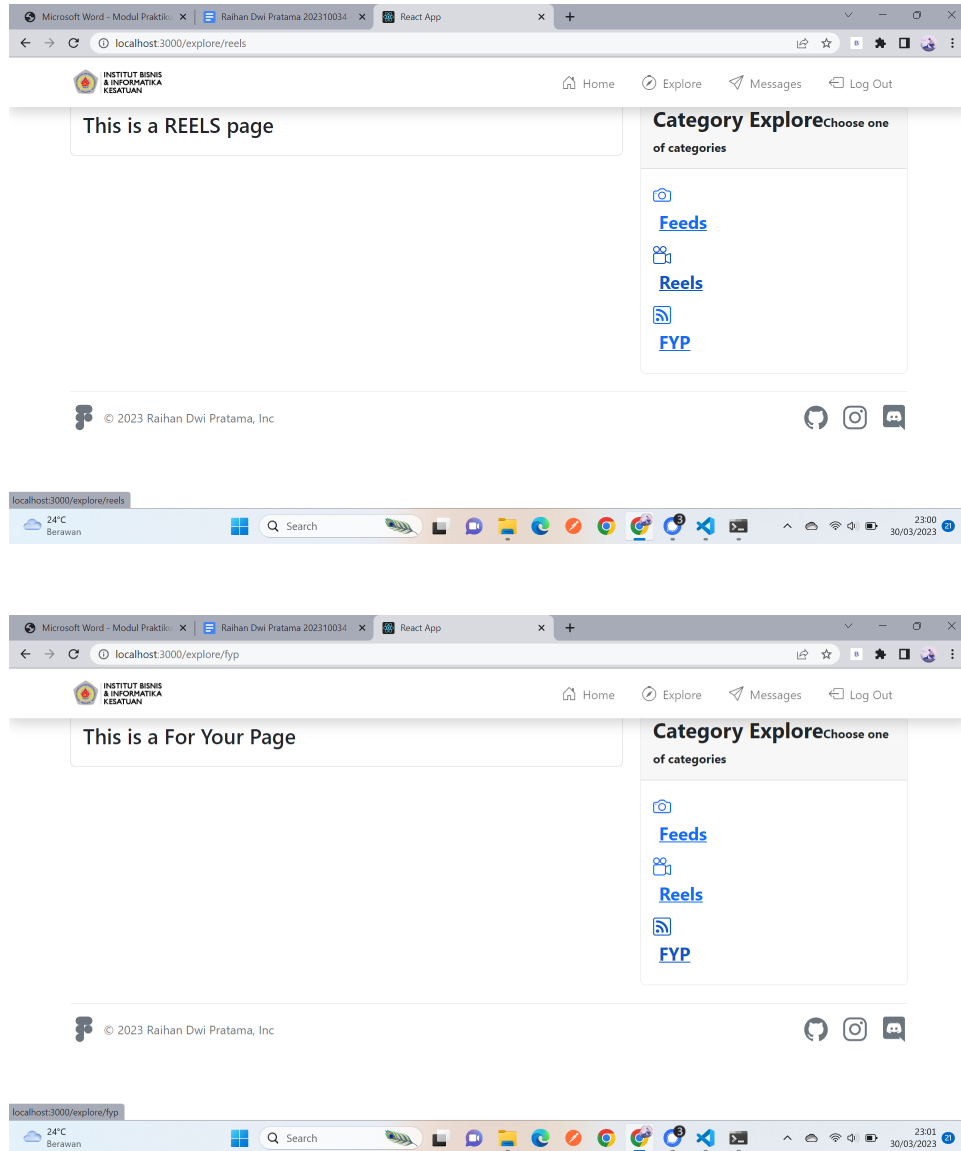 Microsoft Word - Modul Praktiku
Raihan Dwi Pratama 202310034
React App
localhost:3000/explore/reels
INSTITUT BISNIS
& INFORMATIKA
KESATUAN
Home
Explore
Messages
Log Out
This is a REELS page
Category ExploreChoose one
of categories
Feeds
Reels
FYP
© 2023 Raihan Dwi Pratama, Inc
localhost:3000/explore/reels
24°C
Berawan
Search
3
23:00
30/03/2023
21
Microsoft Word - Modul Praktiku
Raihan Dwi Pratama 202310034
React App
localhost:3000/explore/fyp
INSTITUT BISNIS
& INFORMATIKA
KESATUAN
Home
Explore
Messages
Log Out
This is a For Your Page
Category ExploreChoose one
of categories
Feeds
Reels
FYP
© 2023 Raihan Dwi Pratama, Inc
localhost:3000/explore/fyp
24°C
Berawan
Search
3
23:01
30/03/2023
21